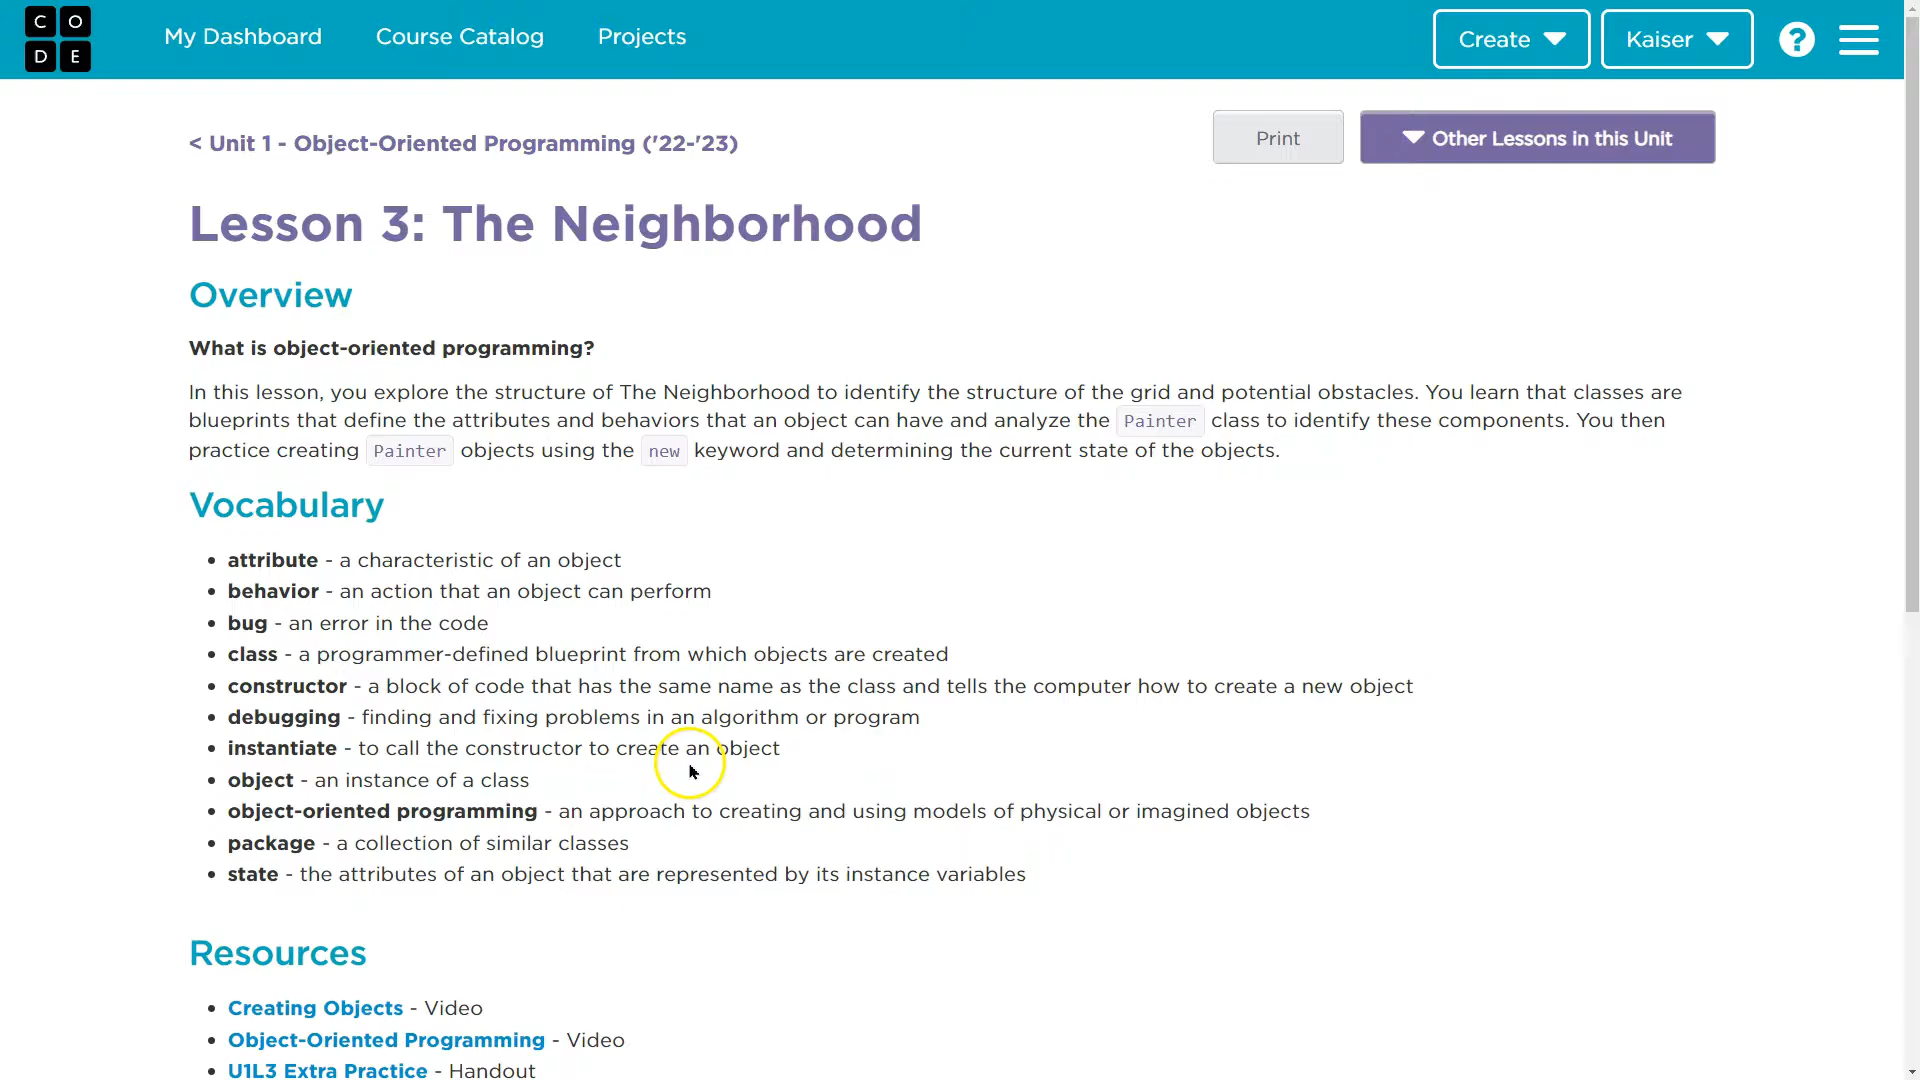 CODE
My Dashboard
Course Catalog
Projects
Create
Kaiser
?
< Unit 1 - Object-Oriented Programming ('22-'23)
Print
Other Lessons in this Unit
Lesson 3: The Neighborhood
Overview
What is object-oriented programming?
In this lesson, you explore the structure of The Neighborhood to identify the structure of the grid and potential obstacles. You learn that classes are
blueprints that define the attributes and behaviors that an object can have and analyze the Painter class to identify these components. You then
practice creating Painter objects using the new keyword and determining the current state of the objects.
Vocabulary
• attribute - a characteristic of an object
• behavior - an action that an object can perform
• bug - an error in the code
• class - a programmer-defined blueprint from which objects are created
• constructor - a block of code that has the same name as the class and tells the computer how to create a new object
• debugging - finding and fixing problems in an algorithm or program
• instantiate - to call the constructor to create an object
• object - an instance of a class
• object-oriented programming - an approach to creating and using models of physical or imagined objects
• package - a collection of similar classes
• state - the attributes of an object that are represented by its instance variables
Resources
• Creating Objects - Video
• Object-Oriented Programming - Video
• U1L3 Extra Practice - Handout